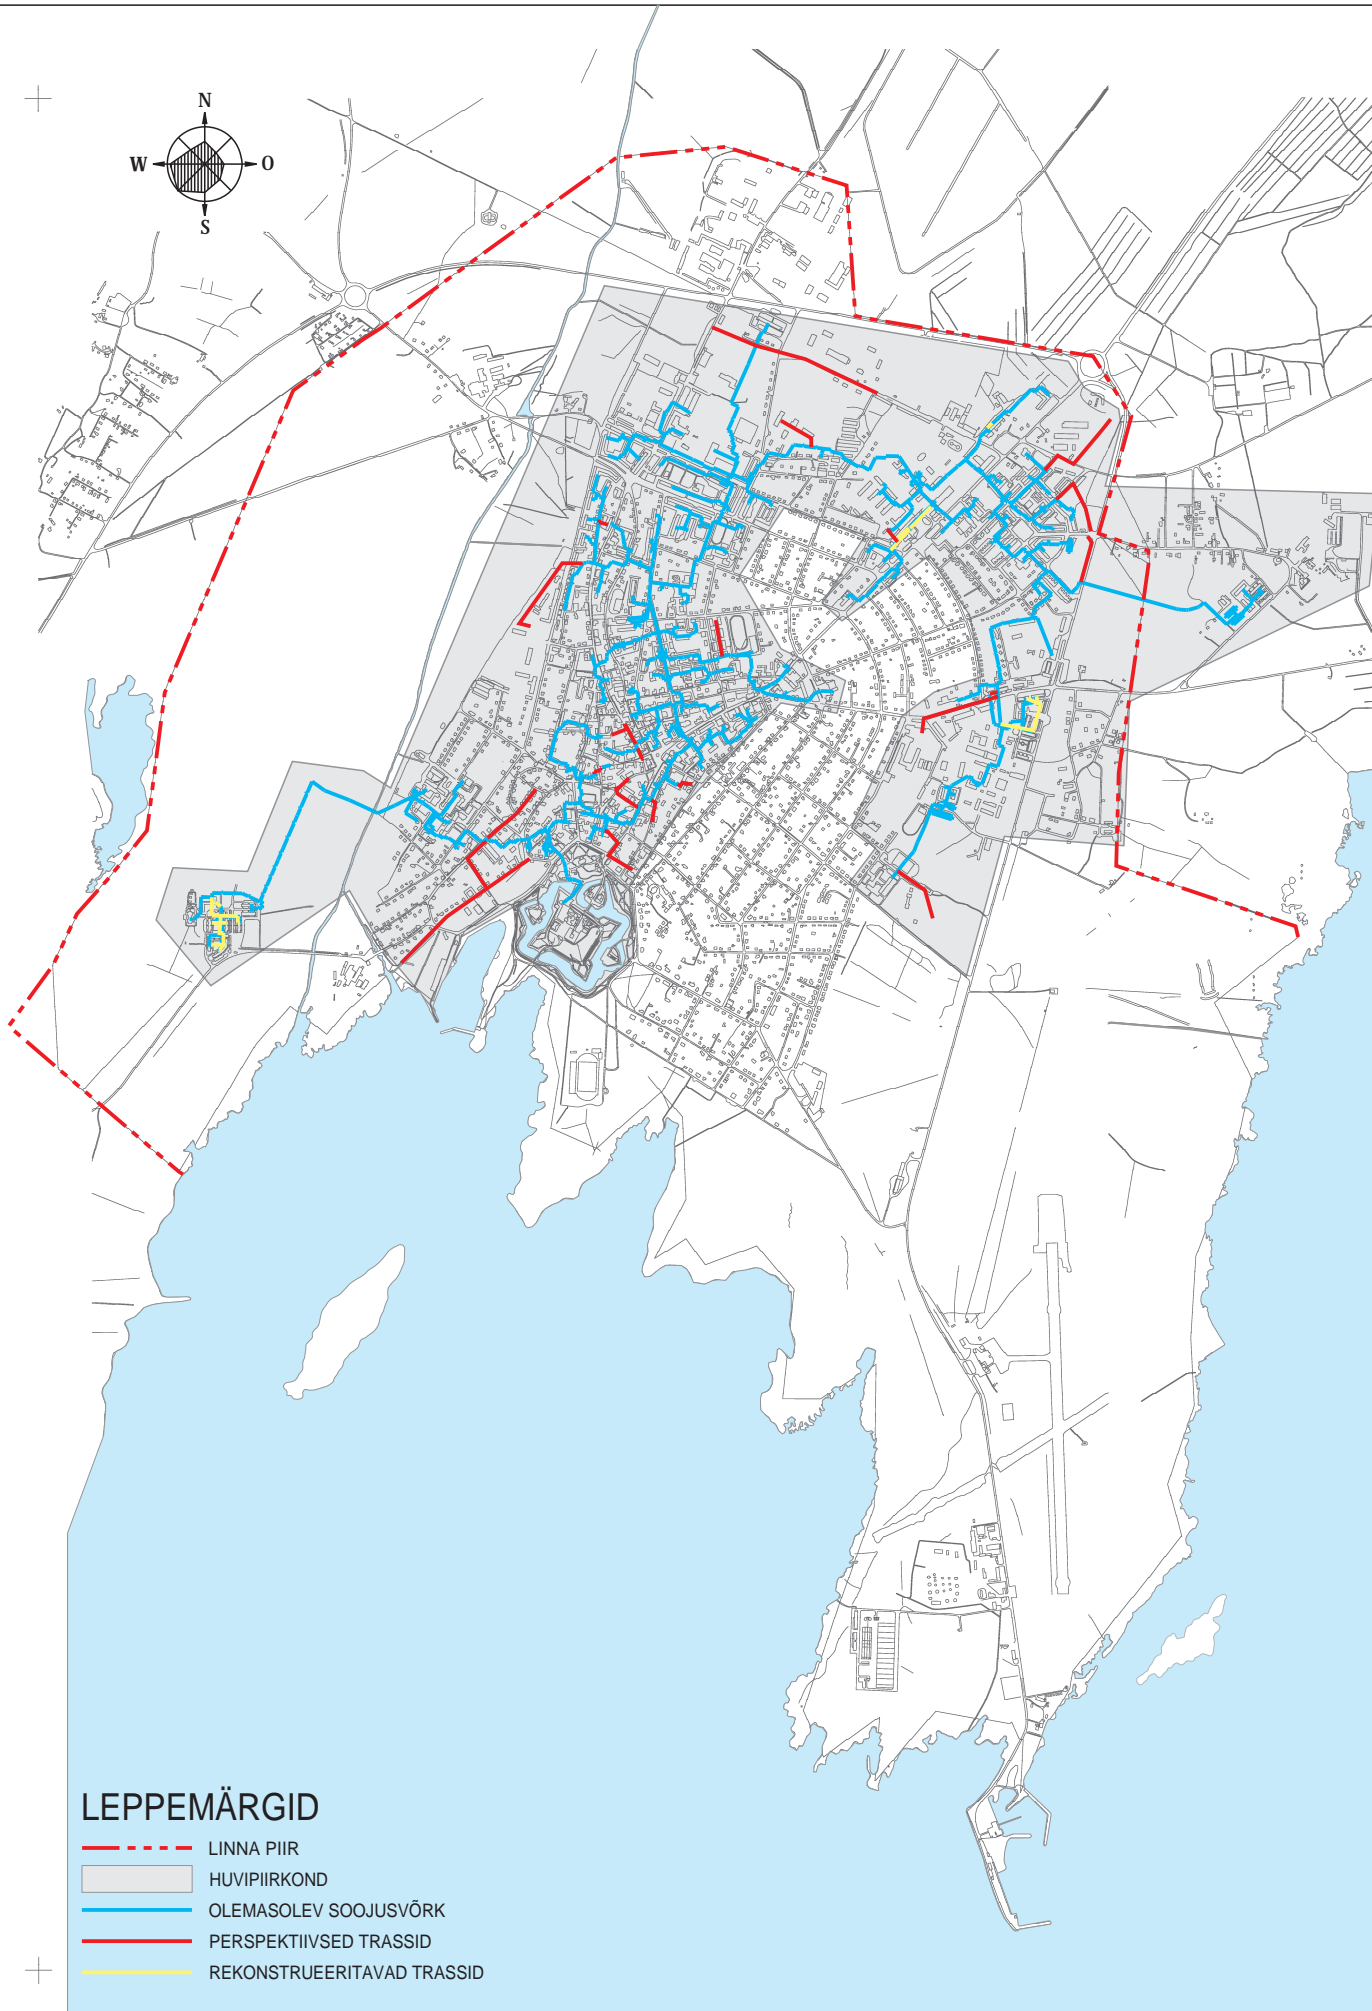 N
W O
S
LEPPEMÄRGID
LINNA PIIR
HUVIPIIRKOND
OLEMASOLEV SOOJUSVÕRK
PERSPEKTIIVSED TRASSID
REKONSTRUEERITAVAD TRASSID